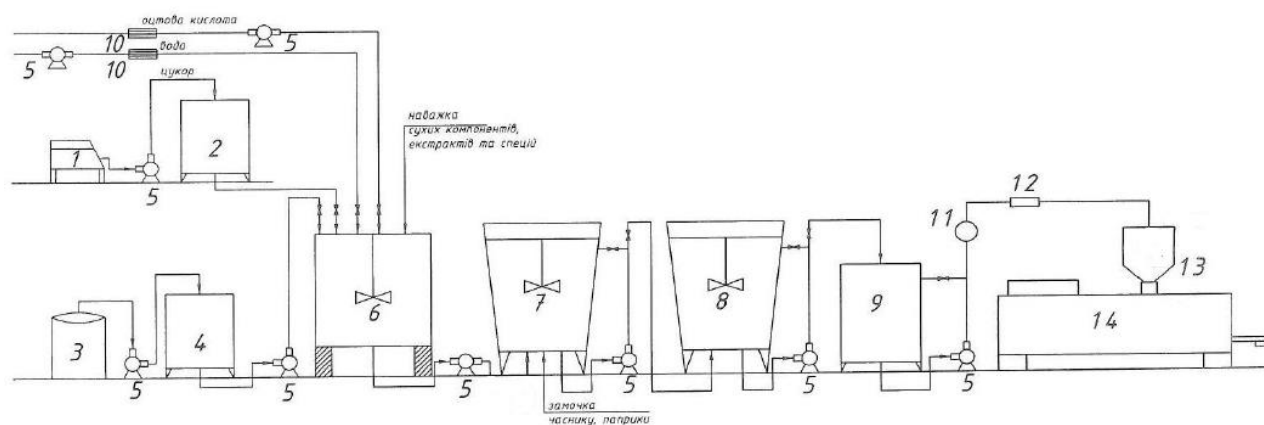 оцтова кислота
10
5
5
10
вода
цукор
1
2
5
наважка
сухих компонентів,
екстрактів та спецій
12
11
13
3
4
6
7
8
9
14
5
5
5
5
5
5
замочка
часнику, паприки